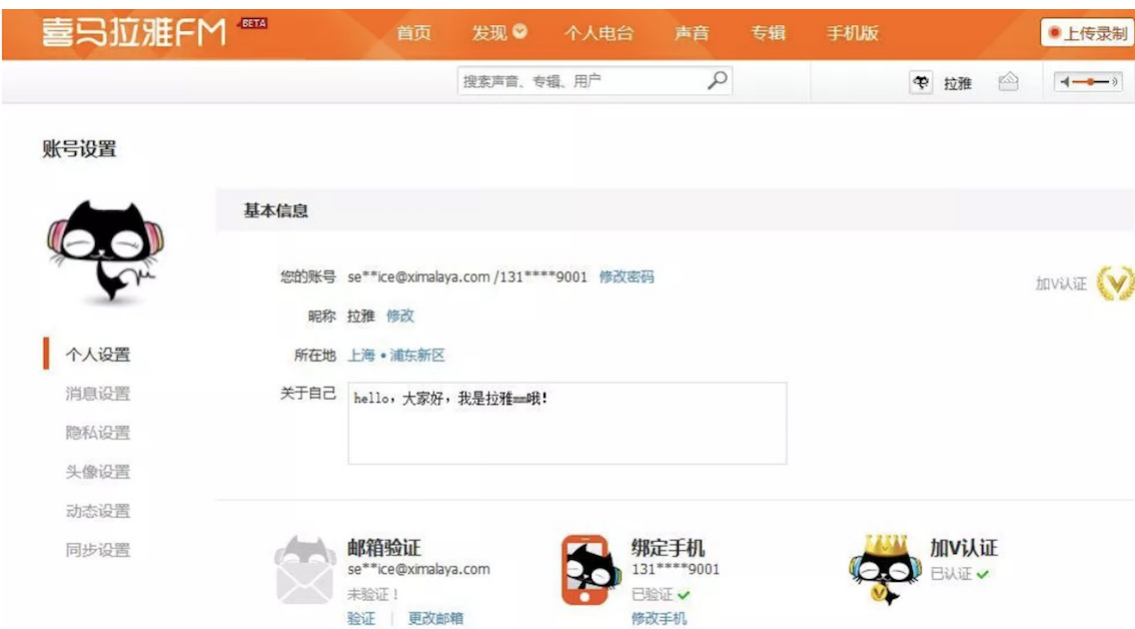 喜马拉雅FM BETA 首页 发现 个人电台 声音 专辑 手机版 上传录制
搜索声音、专辑、用户 拉雅
账号设置
基本信息
您的账号 se**ice@ximalaya.com /131****9001 修改密码
加V认证
昵称 拉雅 修改
所在地 上海·浦东新区
关于自己 hello，大家好，我是拉雅==哦!
个人设置
消息设置
隐私设置
头像设置
动态设置
同步设置
邮箱验证
se**ice@ximalaya.com
未验证！
验证 | 更改邮箱
绑定手机
131****9001
已验证
修改手机
加V认证
已认证